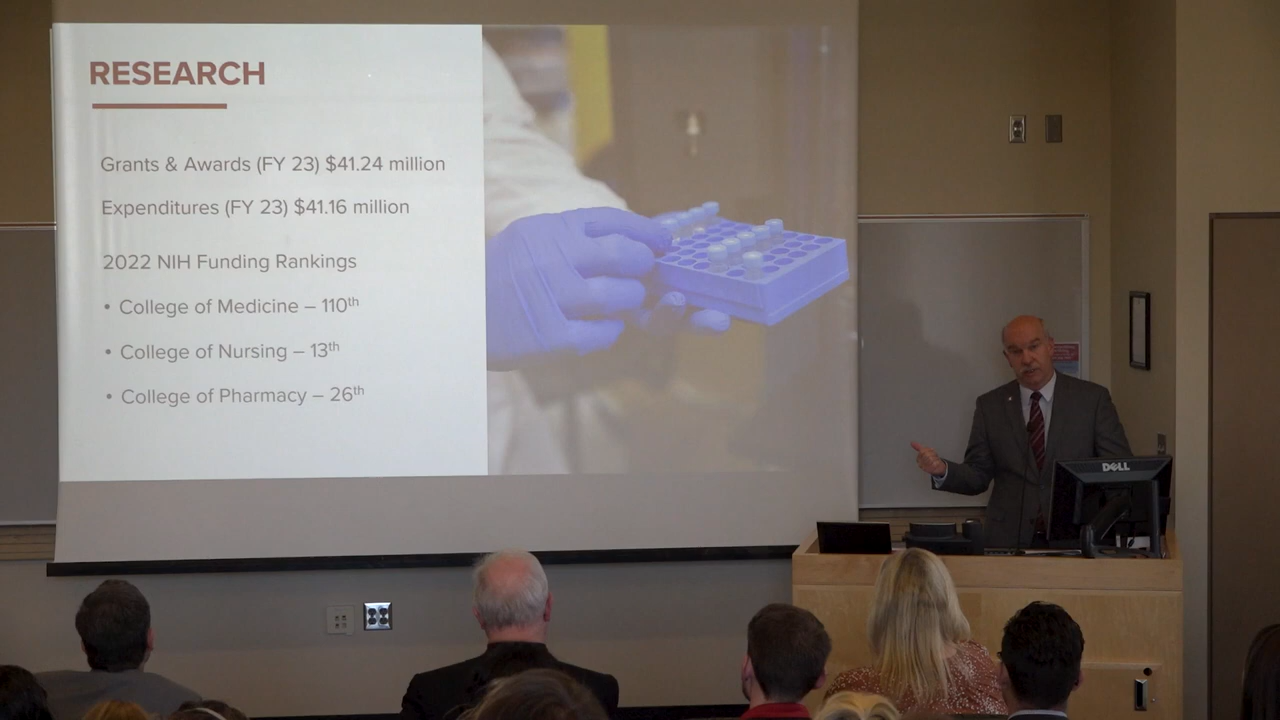 RESEARCH
Grants & Awards (FY 23) $41.24 million
Expenditures (FY 23) $41.16 million
2022 NIH Funding Rankings
• College of Medicine – 110th
• College of Nursing – 13th
• College of Pharmacy – 26th
DELL